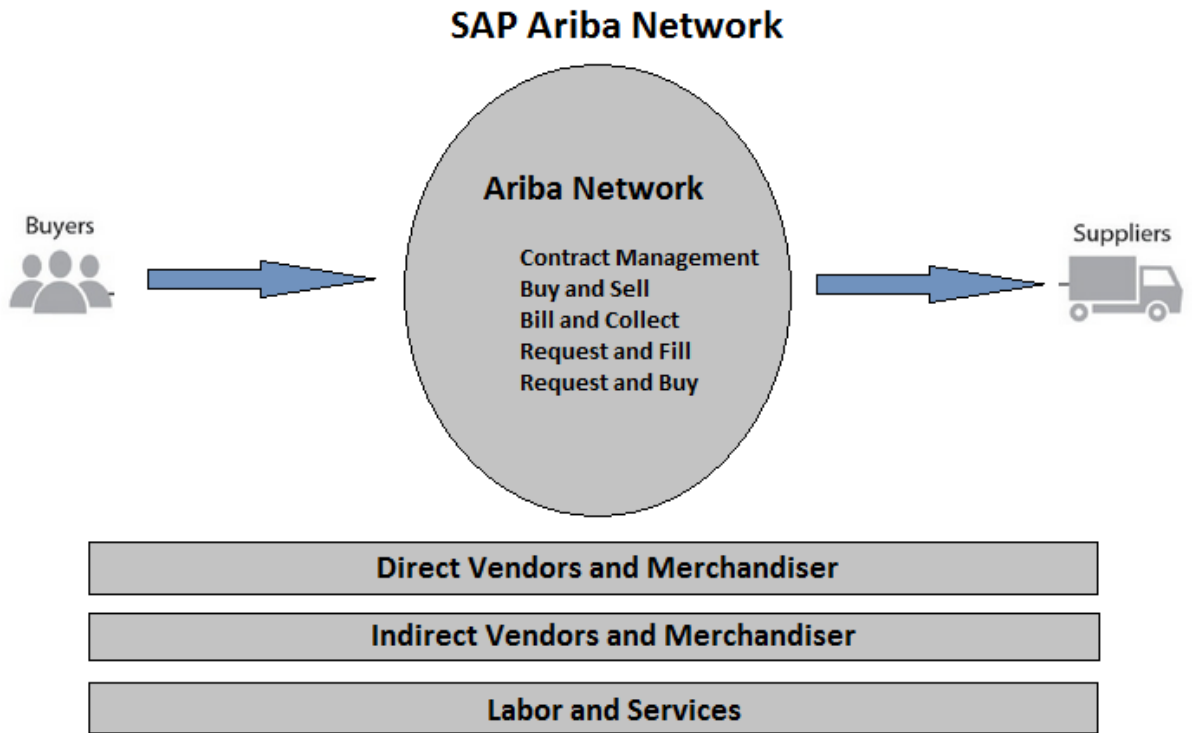 SAP Ariba Network
Ariba Network
Buyers
Suppliers
Contract Management
Buy and Sell
Bill and Collect
Request and Fill
Request and Buy
Direct Vendors and Merchandiser
Indirect Vendors and Merchandiser
Labor and Services